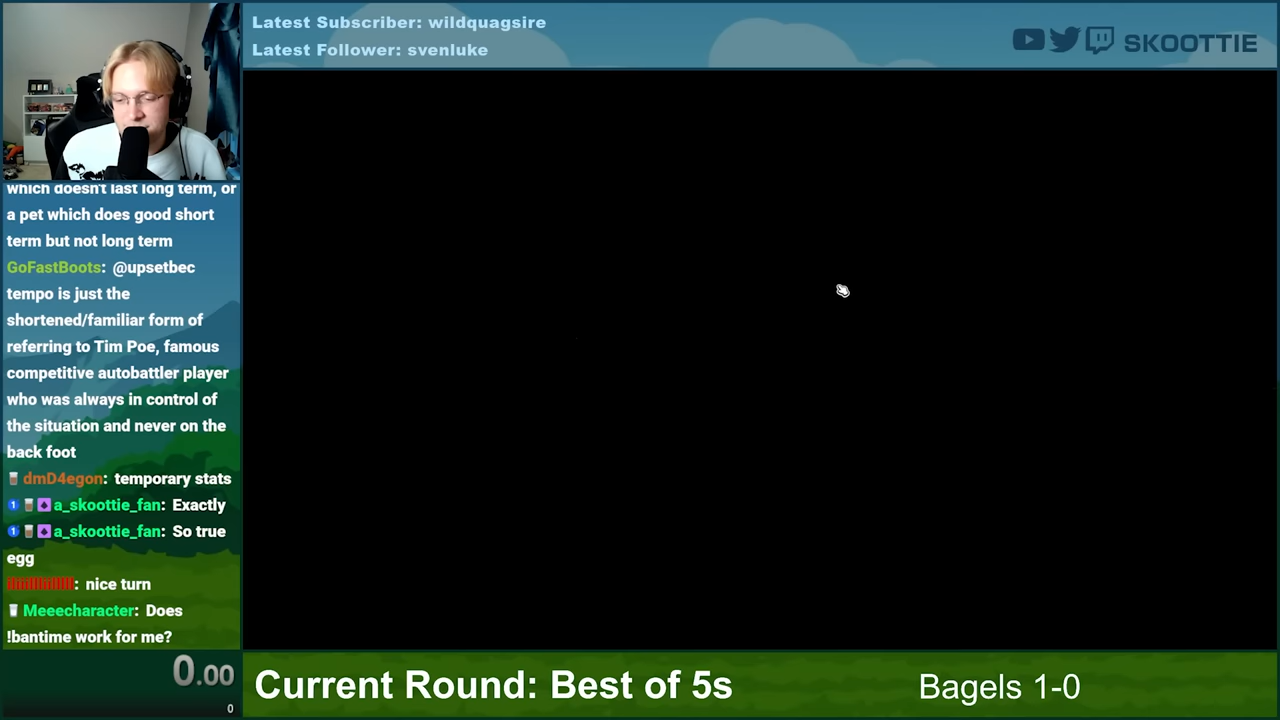 Latest Subscriber: wildquagsire
Latest Follower: svenluke
SKOOTTIE
which doesn't last long term, or
a pet which does good short
term but not long term
GoFastBoots: @upsetbec
tempo is just the
shortened/familiar form of
referring to Tim Poe, famous
competitive autobattler player
who was always in control of
the situation and never on the
back foot
dmD4egon: temporary stats
1 a_skoottie_fan: Exactly
1 a_skoottie_fan: So true
egg
: nice turn
Meeecharacter: Does
!bantime work for me?
0.00
0
Current Round: Best of 5s
Bagels 1-0